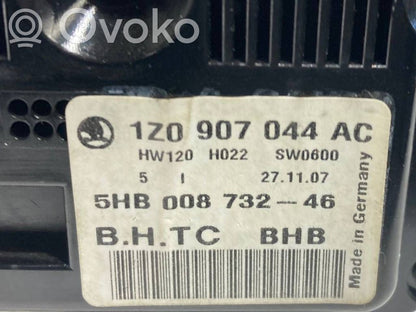 Ovoko
1Z0 907 044 AC
HW120 H022 SW0600
5 I 27.11.07
5HB 008 732-46
B.H.TC BHB
Made in Germany